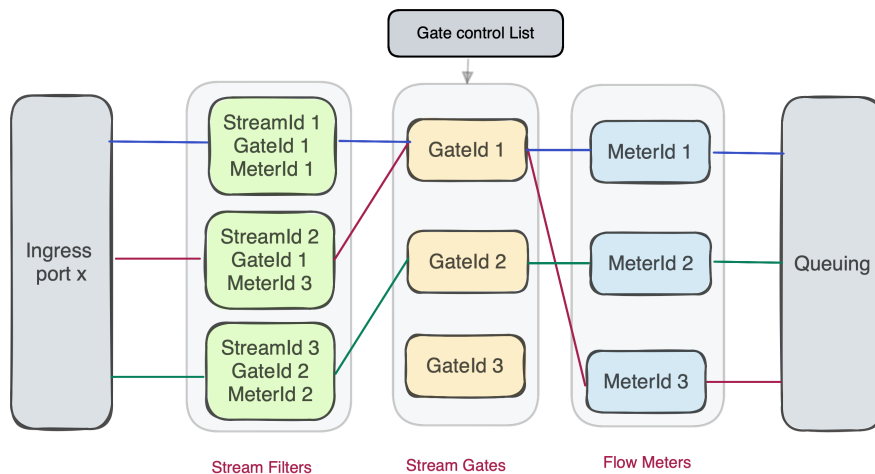 Gate control List
Ingress
port x
StreamId 1
GateId 1
MeterId 1
StreamId 2
GateId 1
MeterId 3
StreamId 3
GateId 2
MeterId 2
GateId 1
GateId 2
GateId 3
MeterId 1
MeterId 2
MeterId 3
Queuing
Stream Filters
Stream Gates
Flow Meters